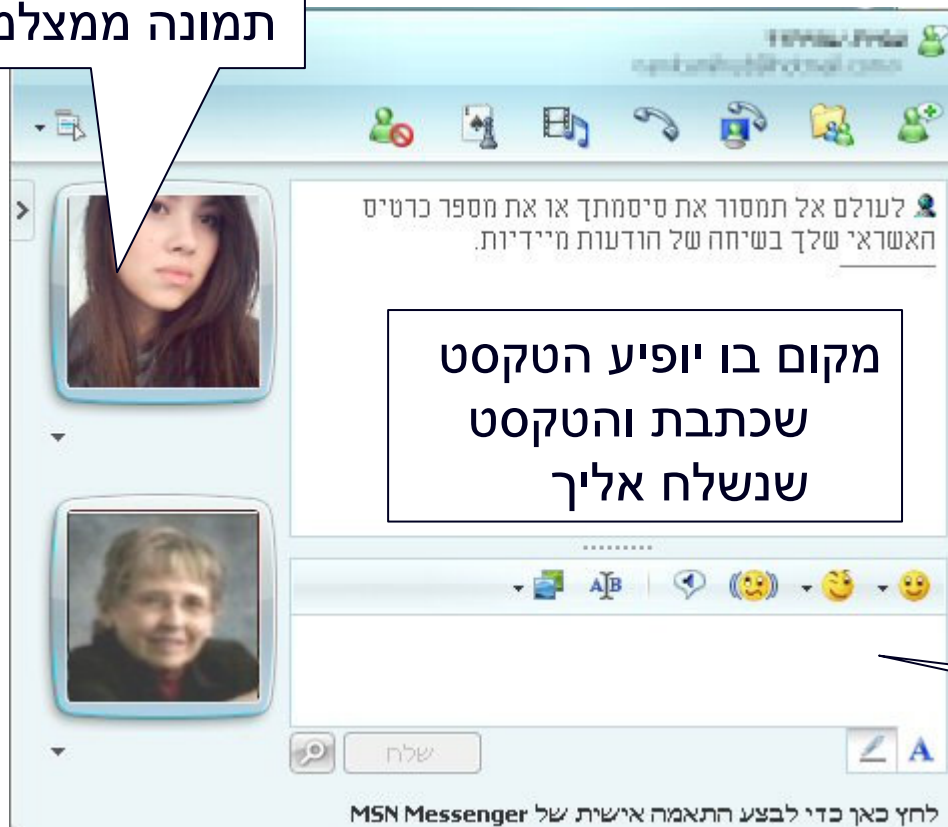 תמונה
לעולם אל תמסור את סיסמתך או את מספר כרטיס
האשראי שלך בשיחה של הודעות מיידיות.
מקום בו יופיע הטקסט
שכתבת והטקסט
שנשלח אליך
AB
שלח
A
לחץ כאן כדי לבצע התאמה אישית של MSN Messenger